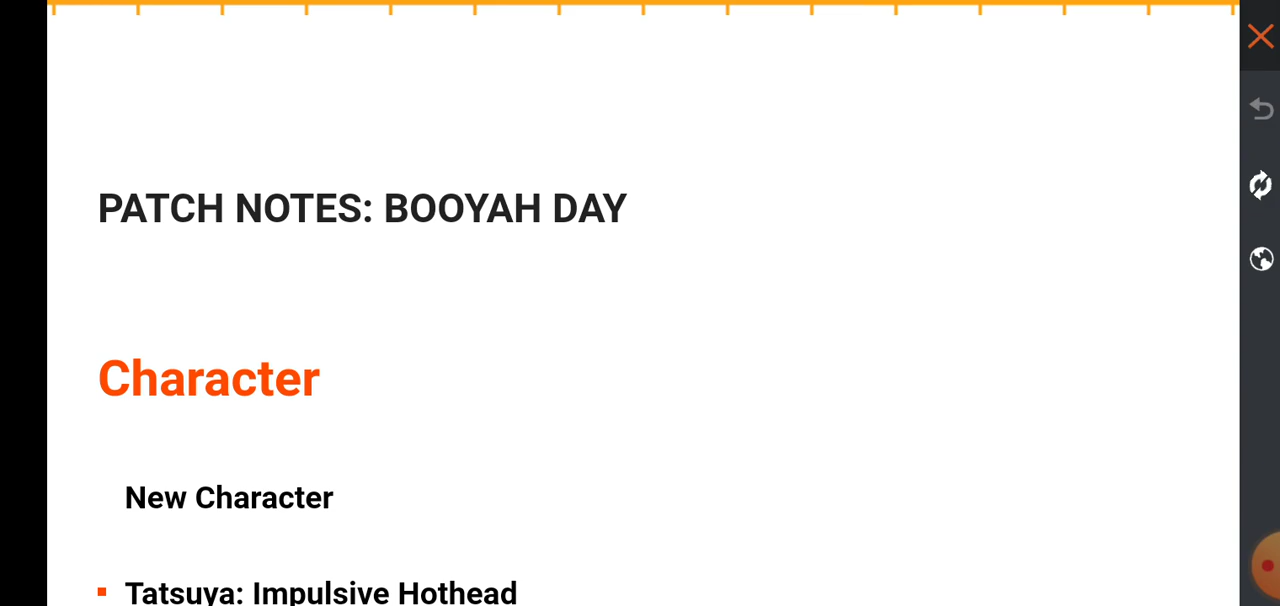 PATCH NOTES: BOOYAH DAY
Character
New Character
Tatsuya: Impulsive Hothead